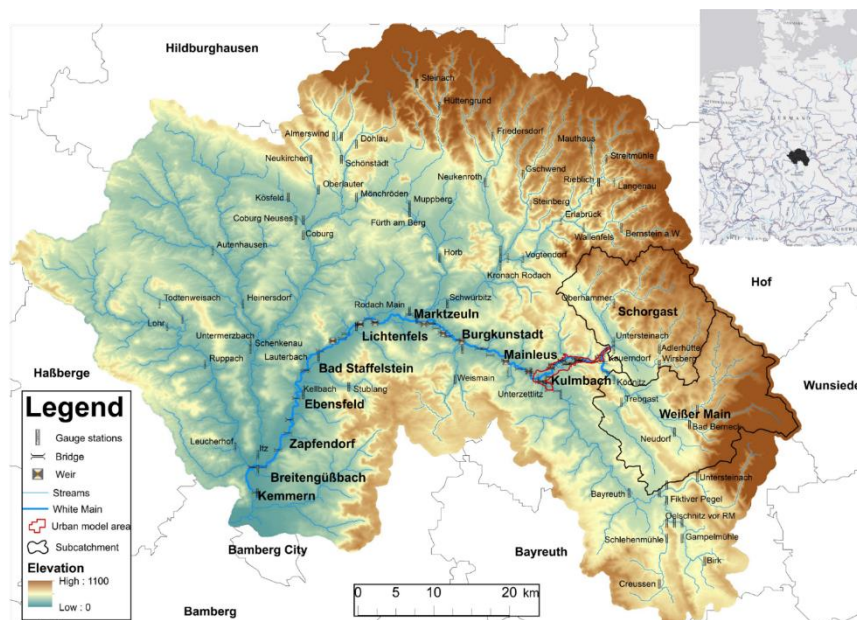 Hildburghausen
Steinach
Hüttengrund
Almerswind
Döhlau
Friedersdorf
Mauthaus
Neukirchen
Schönstädt
Streitmühle
Gschwend
Oberlauter
Neukenroth
Rieblich
Langenau
Kösfeld
Mönchröden
Muppberg
Steinberg
Erlabrück
Coburg Neuses
Fürth am Berg
Wallenfels
Bernstein a.W
Coburg
Autenhausen
Horb
Vogtendorf
Kronach Rodach
Hof
Oberhammer
Todtenweisach
Heinersdorf
Schwürbitz
Rodach Main
Marktzeuln
Schorgast
Lohr
Untermerzbach
Schenkenau
Lichtenfels
Burgkunstadt
Untersteinach
Adlerhütte
Wirsberg
Kauerndorf
Ruppach
Lauterbach
Mainleus
Haßberge
Bad Staffelstein
Kulmbach
Ködnitz
Weismain
Wunsiede
Kellbach
Stublang
Unterzettlitz
Trebgast
Ebensfeld
Weißer Main
Bad Berneck
Neudorf
Leucherhof
Itz
Zapfendorf
Breitengüßbach
Untersteinach
Kemmern
Bayreuth
Fiktiver Pegel
Oelschnitz vor RM
Schlehenmühle
Gampelmühle
Bamberg City
Bayreuth
Birk
Creussen
Bamberg
Legend
Gauge stations
Bridge
Weir
Streams
White Main
Urban model area
Subcatchment
Elevation
High : 1100
Low : 0
0 10 20 km